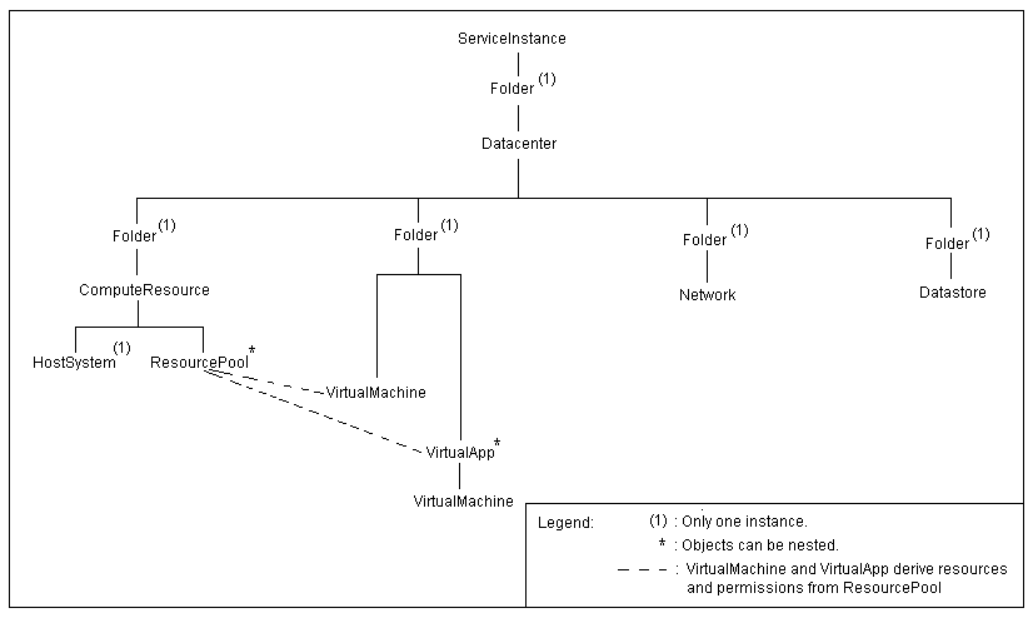 ServiceInstance
Folder (1)
Datacenter
Folder (1)
Folder (1)
Folder (1)
Folder (1)
ComputeResource
Network
Datastore
HostSystem (1)
ResourcePool *
VirtualMachine
VirtualApp *
VirtualMachine
Legend:
(1) : Only one instance.
* : Objects can be nested.
– – – : VirtualMachine and VirtualApp derive resources
and permissions from ResourcePool